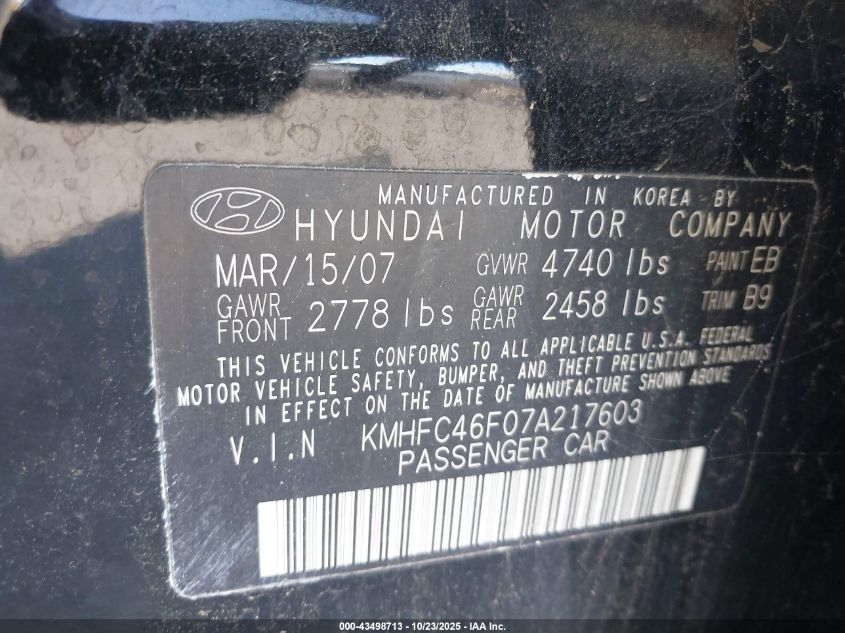 MANUFACTURED IN KOREA BY
HYUNDAI MOTOR COMPANY
MAR/15/07 GVWR 4740 lbs PAINT EB
GAWR FRONT 2778 lbs GAWR REAR 2458 lbs TRIM B9
THIS VEHICLE CONFORMS TO ALL APPLICABLE U.S.A. FEDERAL
MOTOR VEHICLE SAFETY, BUMPER, AND THEFT PREVENTION STANDARDS
IN EFFECT ON THE DATE OF MANUFACTURE SHOWN ABOVE
V.I.N KMHFC46F07A217603
PASSENGER CAR
000-43498713 - 10/23/2025 - IAA Inc.